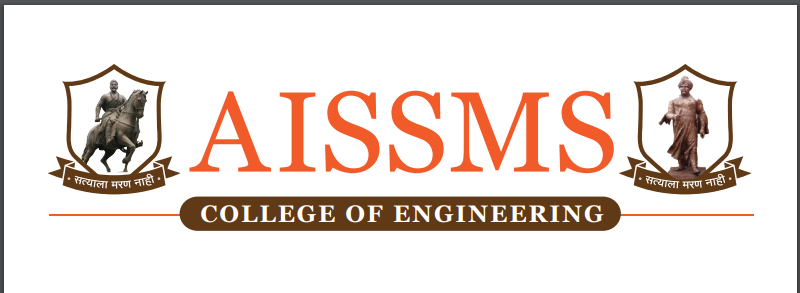 AISSMS
सत्याला मरण नाही
सत्याला मरण नाही
COLLEGE OF ENGINEERING